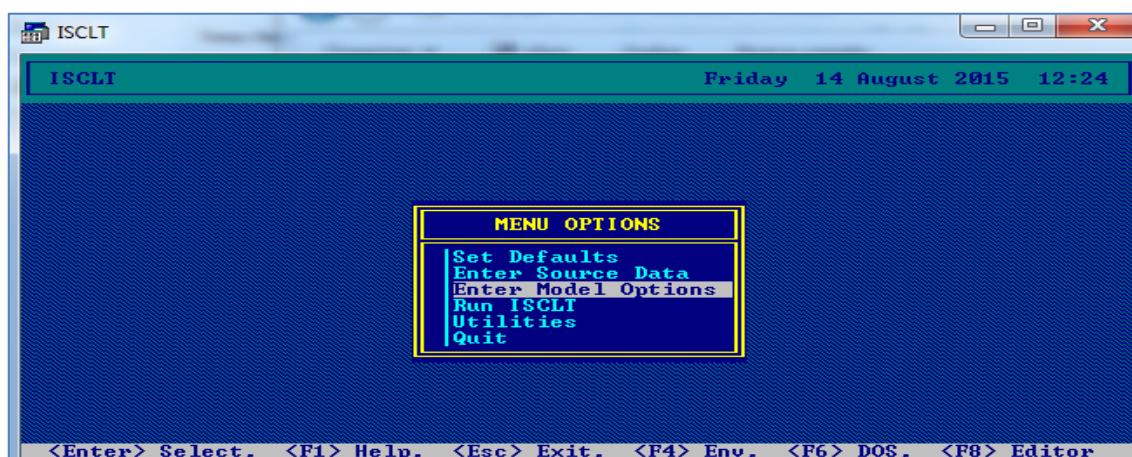 ISCLT
ISCLT Friday 14 August 2015 12:24
MENU OPTIONS
Set Defaults
Enter Source Data
Enter Model Options
Run ISCLT
Utilities
Quit
<Enter> Select. <F1> Help. <Esc> Exit. <F4> Env. <F6> DOS. <F8> Editor